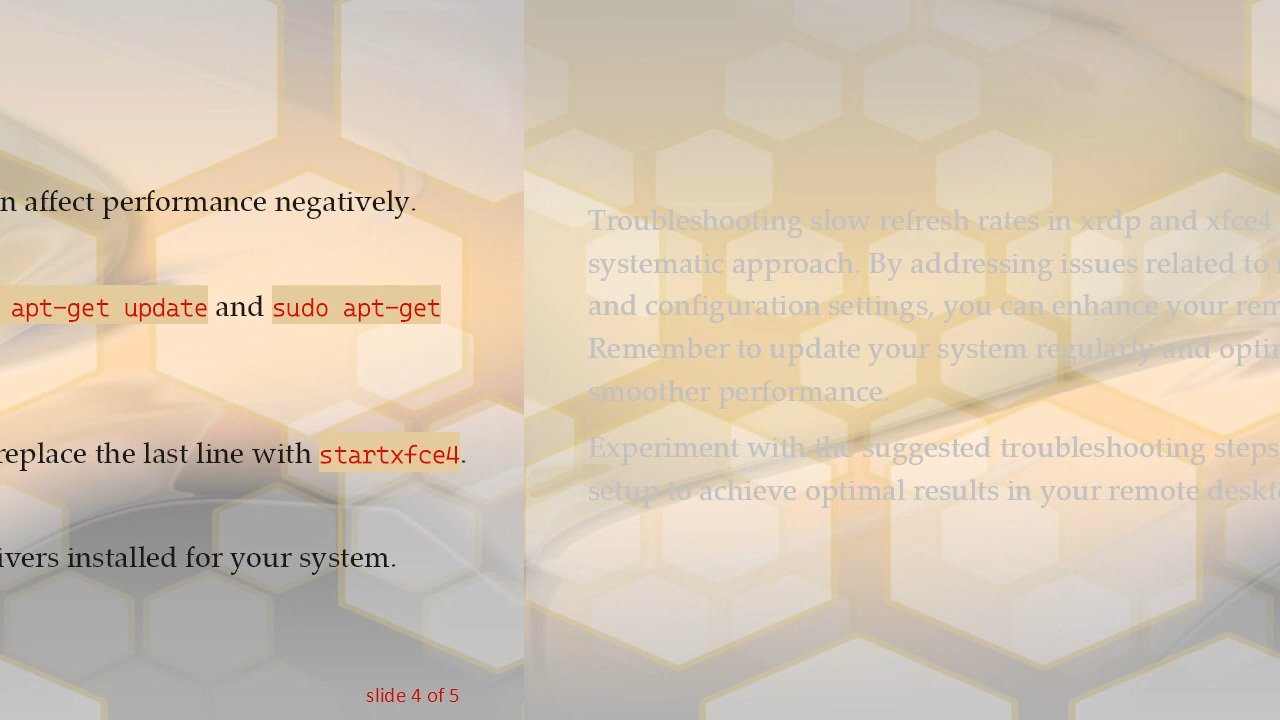 n affect performance negatively.
apt-get update and sudo apt-get
replace the last line with startxfce4.
ivers installed for your system.
slide 4 of 5
Troubleshooting slow refresh rates in xrdp and xfce4
systematic approach. By addressing issues related to
and configuration settings, you can enhance your rem
Remember to update your system regularly and optim
smoother performance.
Experiment with the suggested troubleshooting steps
setup to achieve optimal results in your remote deskto